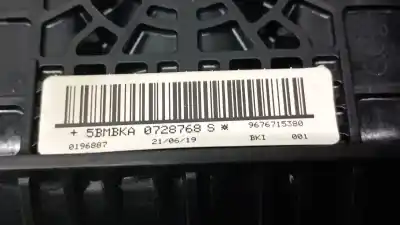 + 5BMBKA 0728768 S ✳ 9676715380
0196887 21/06/19 BKI 001